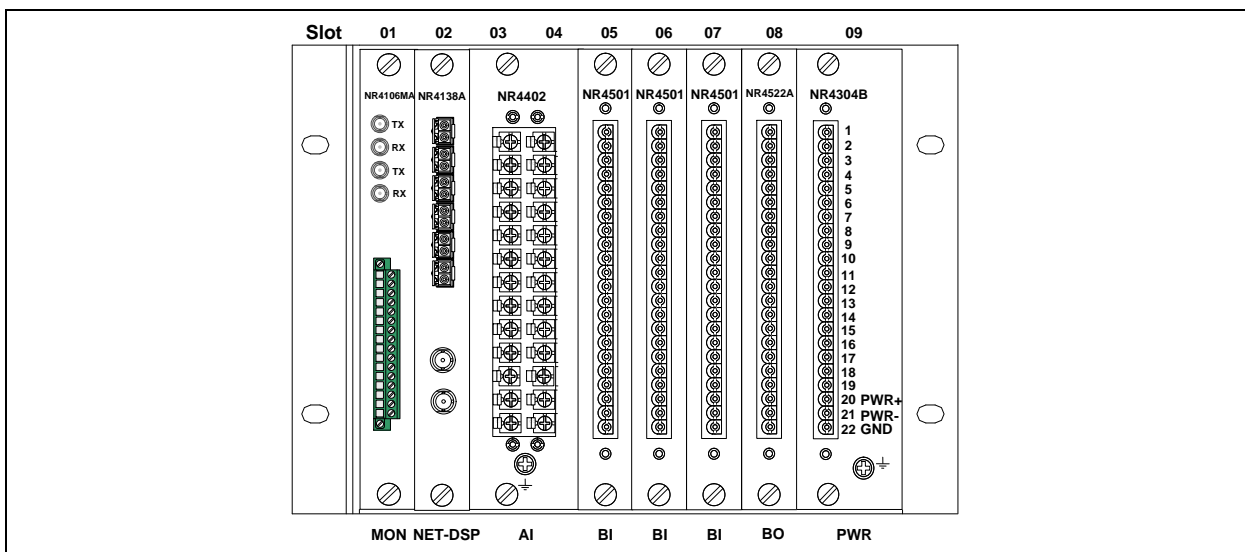 Slot 01 02 03 04 05 06 07 08 09
NR4106MA NR4138A NR4402 NR4501 NR4501 NR4501 NR4522A NR4304B
TX
RX
TX
RX
1
2
3
4
5
6
7
8
9
10
11
12
13
14
15
16
17
18
19
20 PWR+
21 PWR-
22 GND
MON NET-DSP AI BI BI BI BO PWR